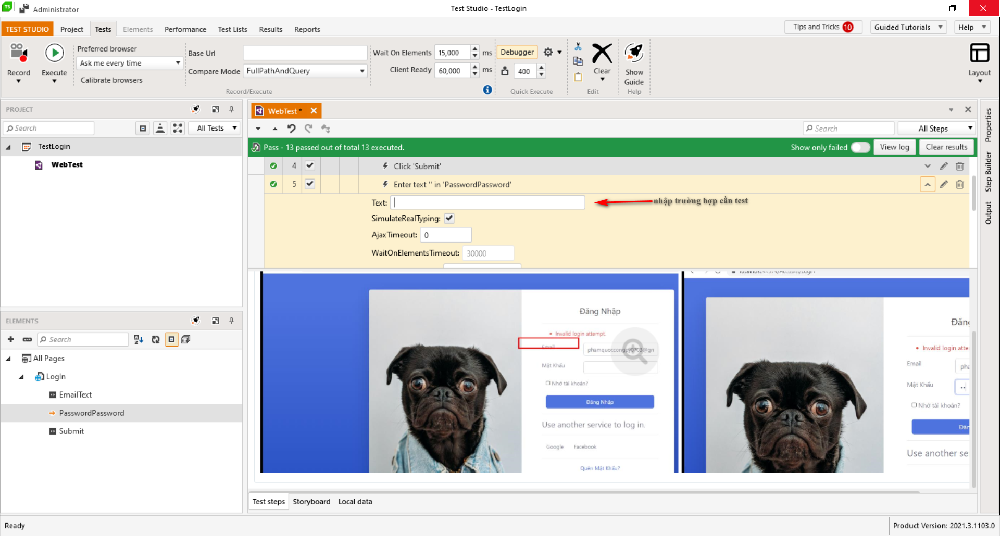 TS
Administrator
Test Studio - TestLogin
TEST STUDIO
Project
Tests
Elements
Performance
Test Lists
Results
Reports
Tips and Tricks 10
Guided Tutorials
Help
Record
Execute
Preferred browser
Ask me every time
Calibrate browsers
Base Url
Compare Mode
FullPathAndQuery
Record/Execute
Wait On Elements 15,000 ms
Client Ready 60,000 ms
Debugger
400
Quick Execute
Clear
Edit
Show Guide
Help
Layout
PROJECT
Search
All Tests
TestLogin
WebTest
WebTest *
Search
All Steps
Pass - 13 passed out of total 13 executed.
Show only failed
View log
Clear results
4 Click 'Submit'
5 Enter text '' in 'PasswordPassword'
Text:
nhập trường hợp cần test
SimulateRealTyping:
AjaxTimeout: 0
WaitOnElementsTimeout: 30000
Properties
Step Builder
Output
ELEMENTS
Search
All Pages
LogIn
EmailText
PasswordPassword
Submit
Đăng Nhập
Invalid login attempt.
Email
phamquoccongpy0703@gn
Mật Khẩu
Nhớ tài khoản?
Đăng Nhập
Use another service to log in.
Google Facebook
Quên Mật Khẩu?
Đăng
Invalid login atte
Email
pha
Mật Khẩu
Nhớ tài khoản?
Đăn
Use another se
Test steps
Storyboard
Local data
Ready
Product Version: 2021.3.1103.0